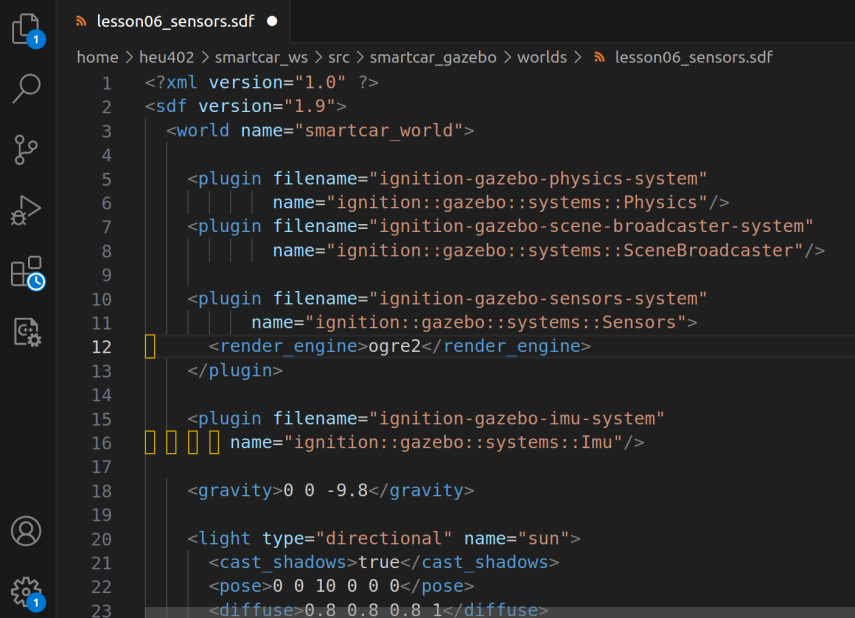 lesson06_sensors.sdf
1
home > heu402 > smartcar_ws > src > smartcar_gazebo > worlds > lesson06_sensors.sdf
1 <?xml version="1.0" ?>
2 <sdf version="1.9">
3 <world name="smartcar_world">
4
5 <plugin filename="ignition-gazebo-physics-system"
6 name="ignition::gazebo::systems::Physics"/>
7 <plugin filename="ignition-gazebo-scene-broadcaster-system"
8 name="ignition::gazebo::systems::SceneBroadcaster"/>
9
10 <plugin filename="ignition-gazebo-sensors-system"
11 name="ignition::gazebo::systems::Sensors">
12 <render_engine>ogre2</render_engine>
13 </plugin>
14
15 <plugin filename="ignition-gazebo-imu-system"
16 name="ignition::gazebo::systems::Imu"/>
17
18 <gravity>0 0 -9.8</gravity>
19
20 <light type="directional" name="sun">
21 <cast_shadows>true</cast_shadows>
22 <pose>0 0 10 0 0 0</pose>
23 <diffuse>0.8 0.8 0.8 1</diffuse>
1